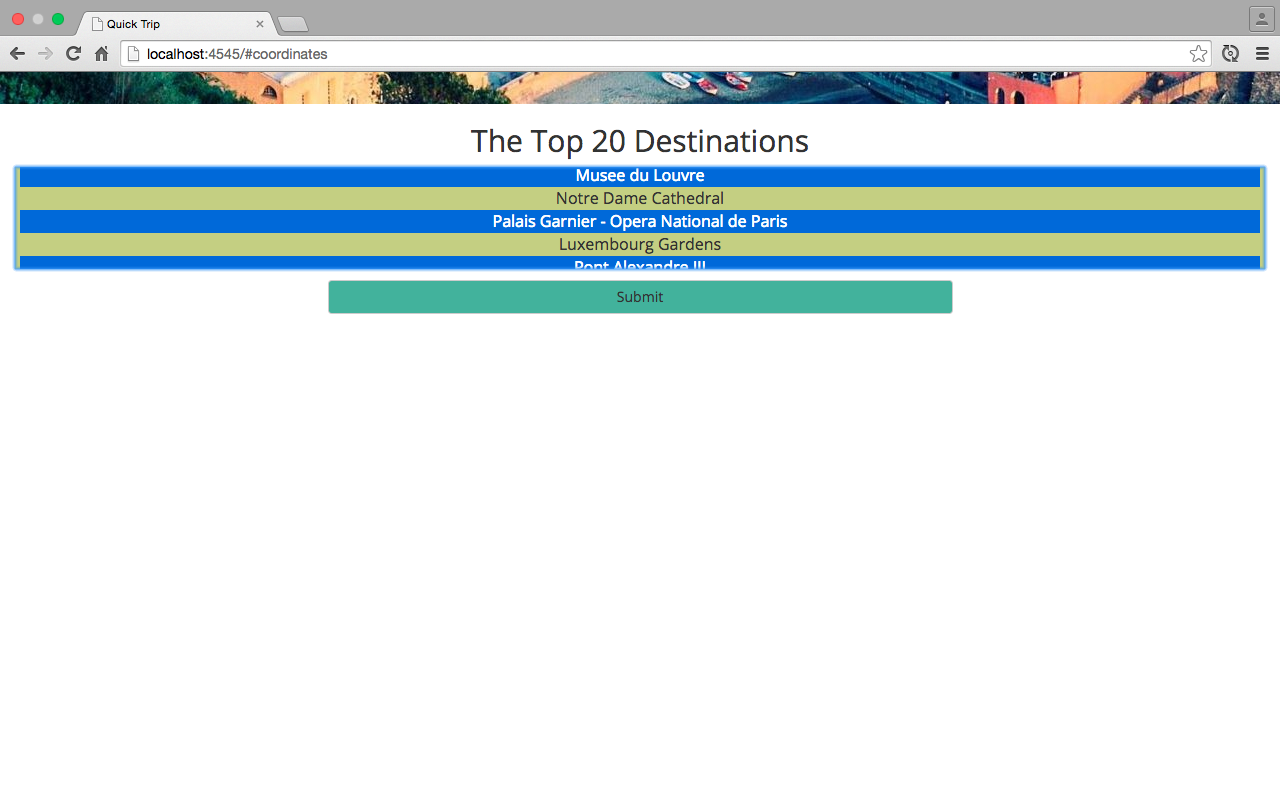 Quick Trip
localhost:4545/#coordinates
The Top 20 Destinations
Musee du Louvre
Notre Dame Cathedral
Palais Garnier - Opera National de Paris
Luxembourg Gardens
Pont Alexandre III
Submit